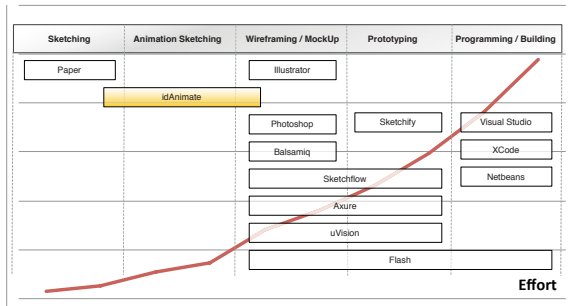 Sketching Animation Sketching Wireframing / MockUp Prototyping Programming / Building
Paper Illustrator
idAnimate
Photoshop Sketchify Visual Studio
Balsamiq XCode
Sketchflow Netbeans
Axure
uVision
Flash
Effort